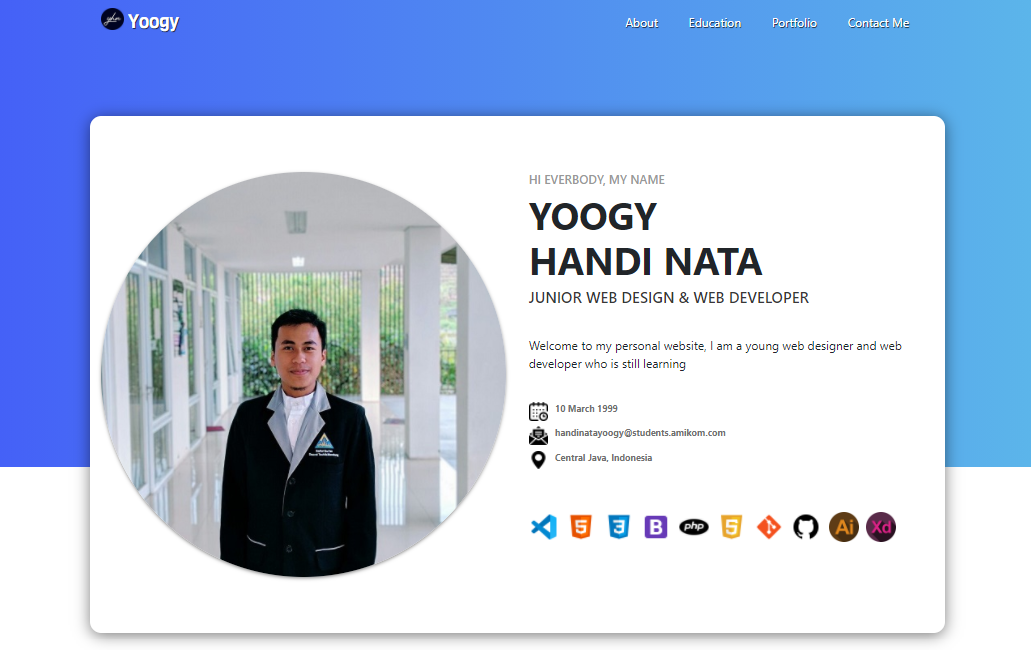 Yoogy
About Education Portfolio Contact Me
HI EVERBODY, MY NAME
YOOGY
HANDI NATA
JUNIOR WEB DESIGN & WEB DEVELOPER
Welcome to my personal website, I am a young web designer and web
developer who is still learning
10 March 1999
handinatayoogy@students.amikom.com
Central Java, Indonesia
5 3 B php 5 Ai Xd